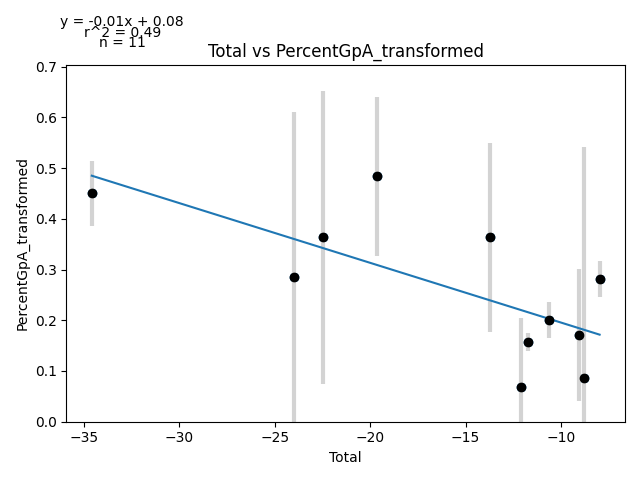 y = -0.01x + 0.08
r^2 = 0.49
n = 11
Total vs PercentGpA_transformed
0.7
0.6
0.5
0.4
0.3
0.2
0.1
0.0
PercentGpA_transformed
−35
−30
−25
−20
−15
−10
Total